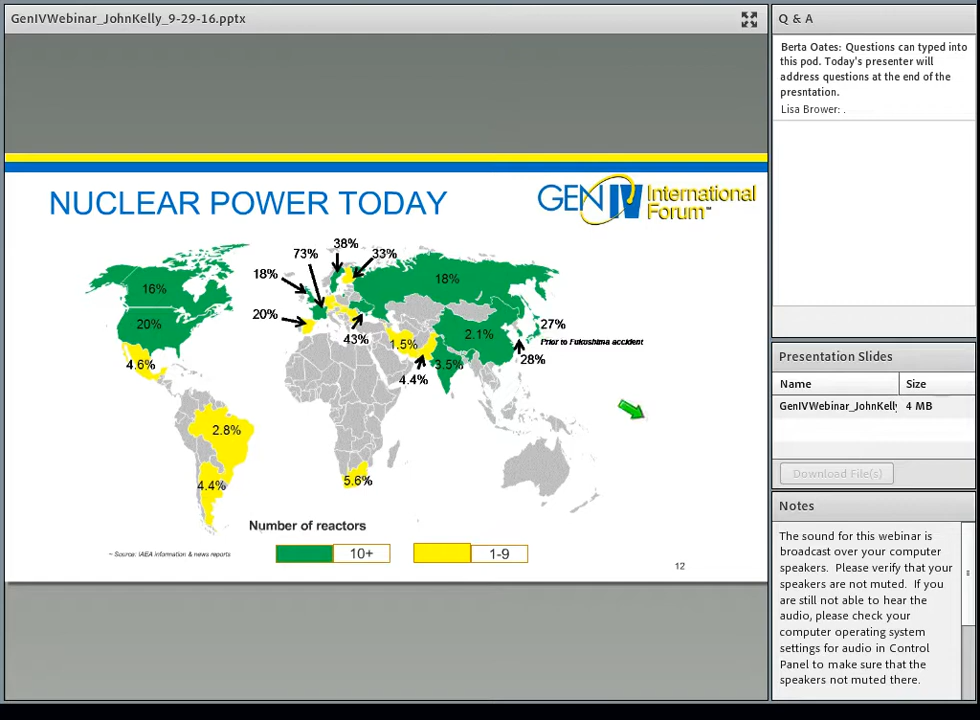 GenIVWebinar_JohnKelly_9-29-16.pptx
NUCLEAR POWER TODAY
GEN IV International
Forum™
38%
73%
33%
18%
18%
16%
20%
20%
43%
27%
Prior to Fukushima accident
2.1%
1.5%
28%
4.6%
3.5%
4.4%
2.8%
4.4%
5.6%
Number of reactors
10+
1-9
~ Source: IAEA information & news reports
12
Q & A
Berta Oates: Questions can typed into
this pod. Today's presenter will
address questions at the end of the
presntation.
Lisa Brower: .
Presentation Slides
Name
Size
GenIVWebinar_JohnKelly
4 MB
Download File(s)
Notes
The sound for this webinar is
broadcast over your computer
speakers. Please verify that your
speakers are not muted. If you
are still not able to hear the
audio, please check your
computer operating system
settings for audio in Control
Panel to make sure that the
speakers not muted there.